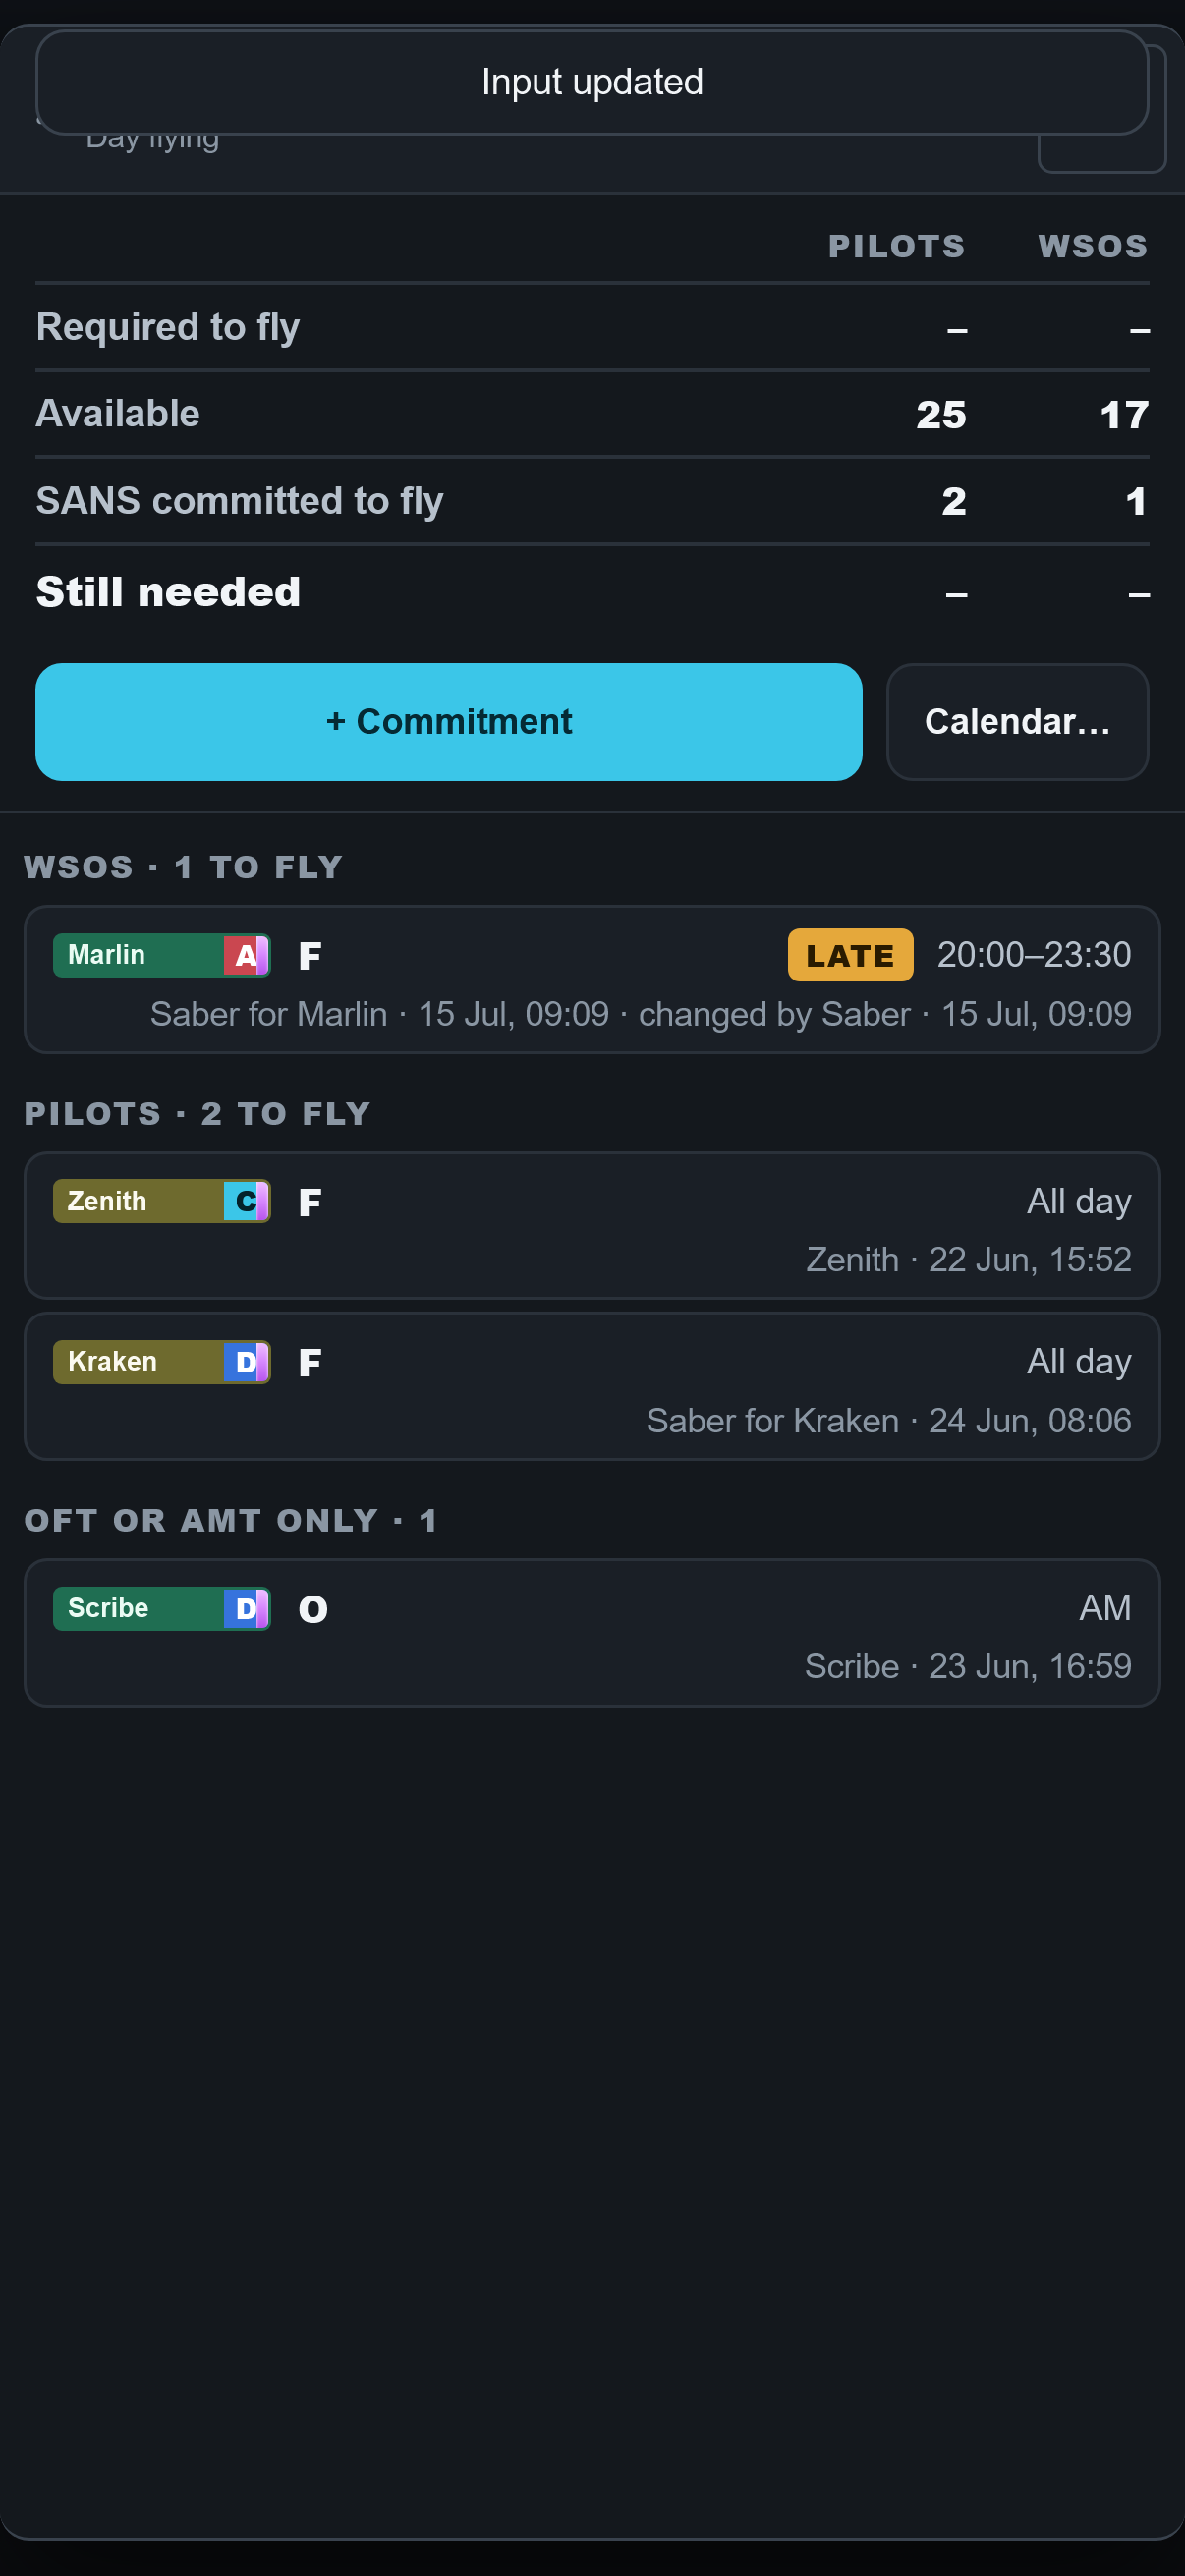 Input updated
Day flying
PILOTS WSOS
Required to fly – –
Available 25 17
SANS committed to fly 2 1
Still needed – –
+ Commitment Calendar…
WSOS · 1 TO FLY
Marlin A F LATE 20:00–23:30
Saber for Marlin · 15 Jul, 09:09 · changed by Saber · 15 Jul, 09:09
PILOTS · 2 TO FLY
Zenith C F All day
Zenith · 22 Jun, 15:52
Kraken D F All day
Saber for Kraken · 24 Jun, 08:06
OFT OR AMT ONLY · 1
Scribe D O AM
Scribe · 23 Jun, 16:59